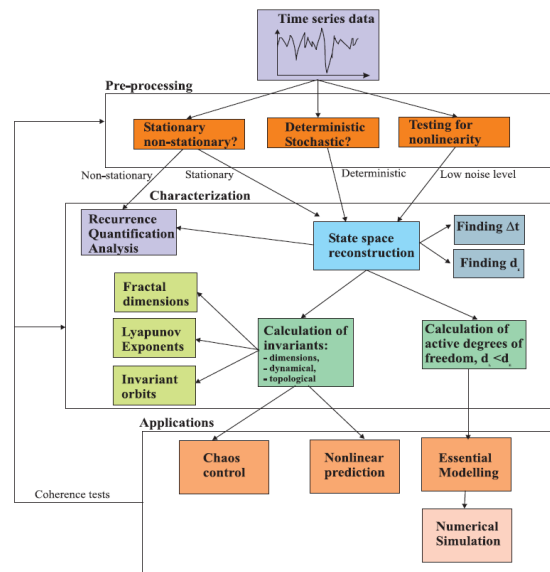 Time series data
Pre-processing
Stationary
non-stationary?
Deterministic
Stochastic?
Testing for
nonlinearity
Non-stationary
Stationary
Deterministic
Low noise level
Characterization
Recurrence
Quantification
Analysis
State space
reconstruction
Finding Δt
Finding d
Fractal
dimensions
Lyapunov
Exponents
Invariant
orbits
Calculation of
invariants:
- dimensions,
- dynamical,
- topological
Calculation of
active degrees of
freedom, d <d
Applications
Chaos
control
Nonlinear
prediction
Essential
Modelling
Coherence tests
Numerical
Simulation